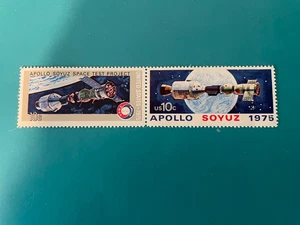 APOLLO SOYUZ SPACE TEST PROJECT
10c
US 10c
APOLLO SOYUZ 1975